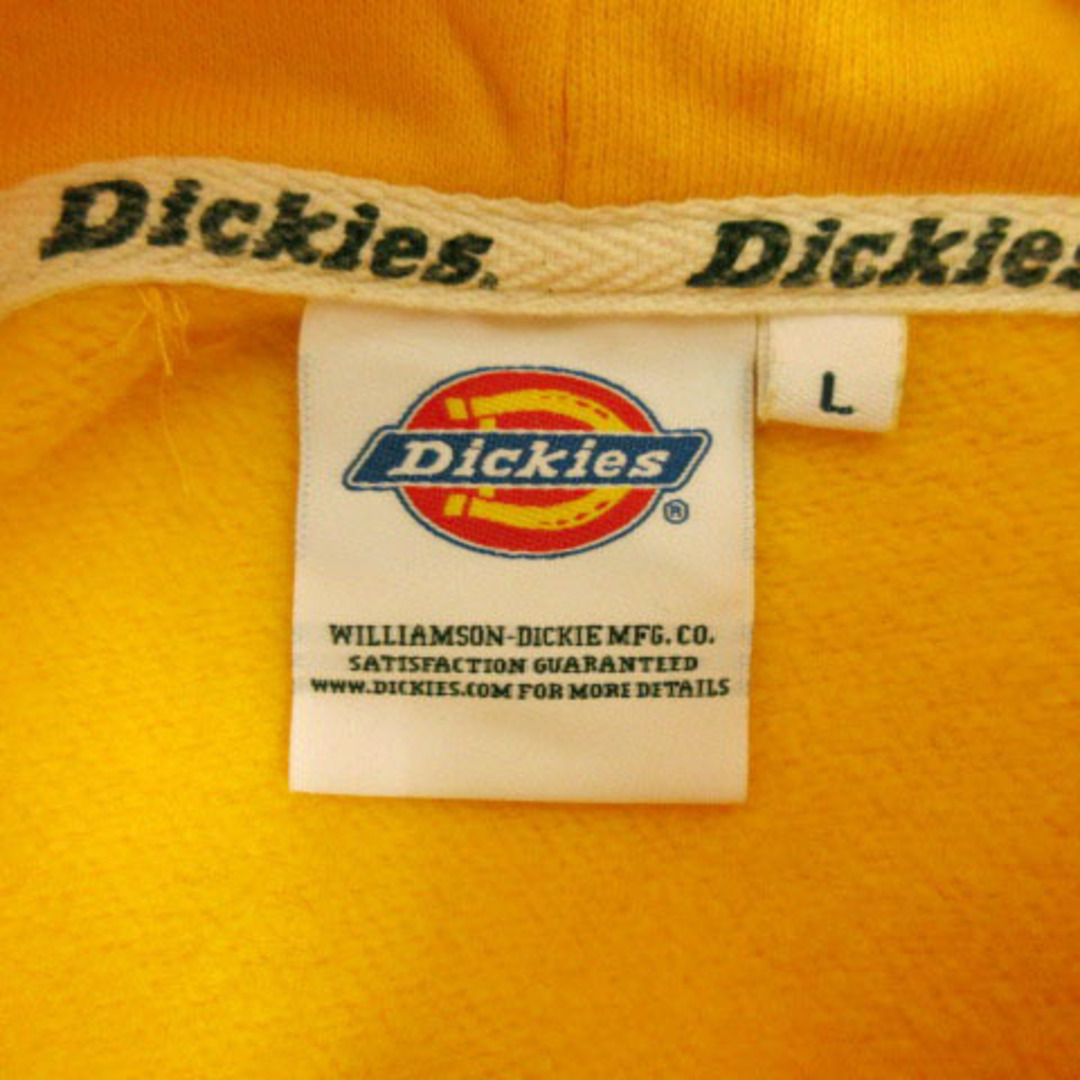 Dickies. Dickies
L
Dickies
®
WILLIAMSON-DICKIE MFG. CO.
SATISFACTION GUARANTEED
WWW.DICKIES.COM FOR MORE DETAILS